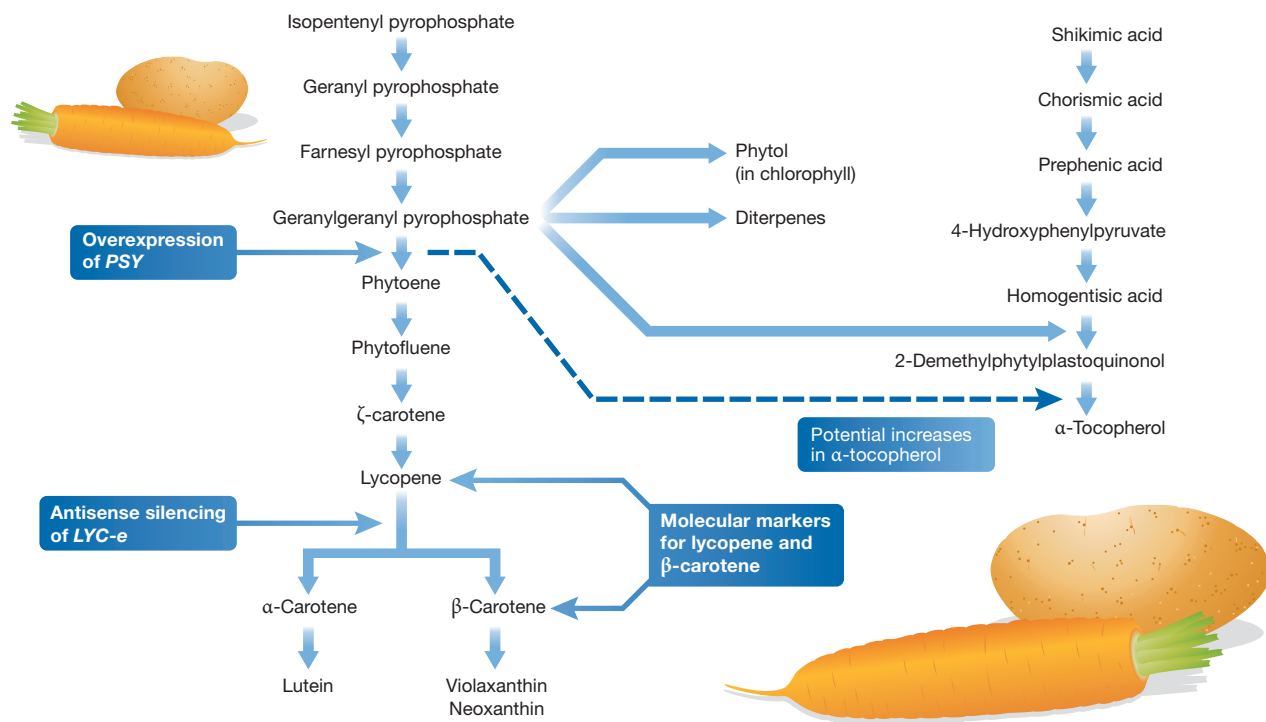 Isopentenyl pyrophosphate
Geranyl pyrophosphate
Farnesyl pyrophosphate
Geranylgeranyl pyrophosphate
Overexpression
of PSY
Phytoene
Phytofluene
ζ-carotene
Lycopene
Antisense silencing
of LYC-e
α-Carotene
β-Carotene
Lutein
Violaxanthin
Neoxanthin
Phytol
(in chlorophyll)
Diterpenes
Shikimic acid
Chorismic acid
Prephenic acid
4-Hydroxyphenylpyruvate
Homogentisic acid
2-Demethylphytylplastoquinonol
α-Tocopherol
Potential increases
in α-tocopherol
Molecular markers
for lycopene and
β-carotene